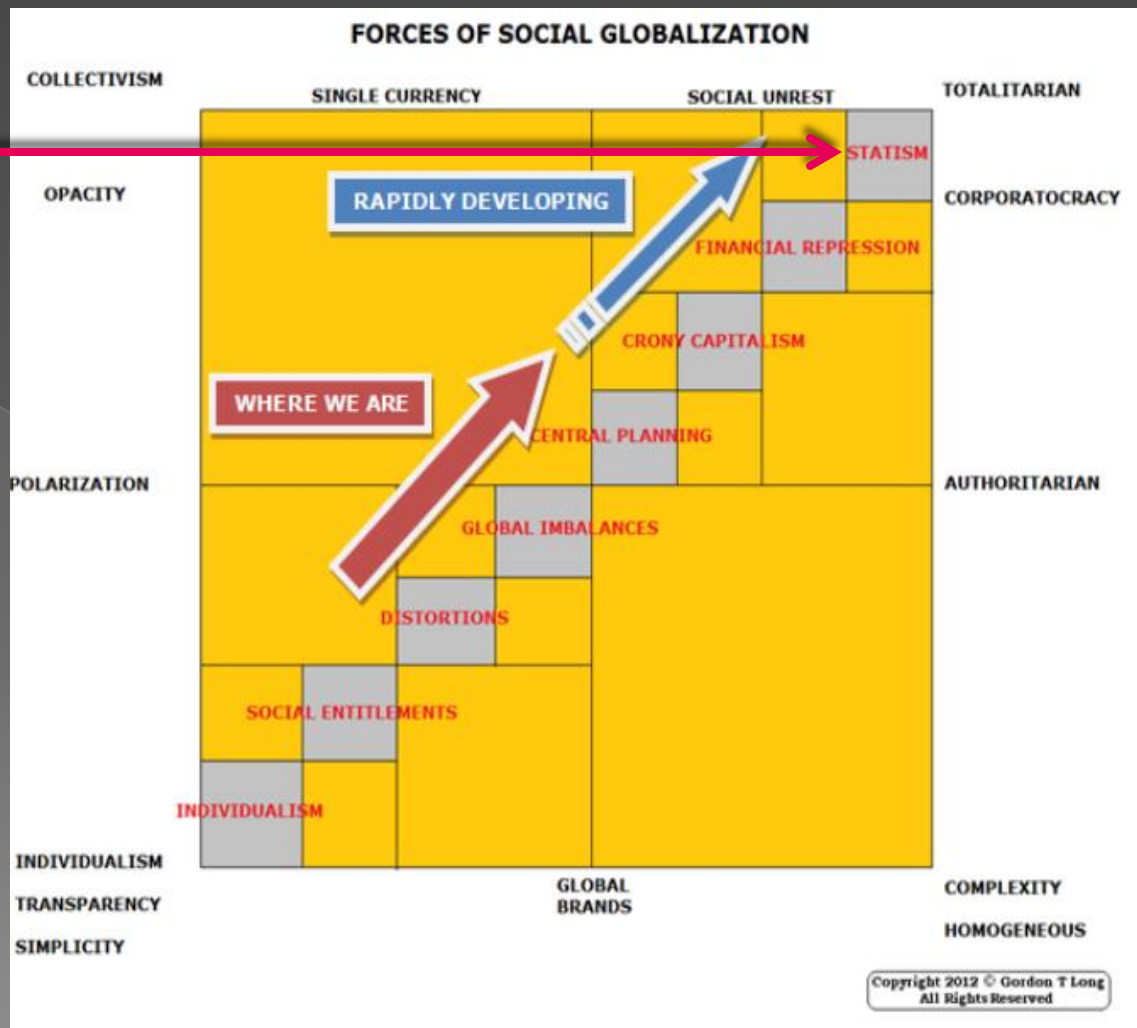 FORCES OF SOCIAL GLOBALIZATION
COLLECTIVISM
SINGLE CURRENCY
SOCIAL UNREST
TOTALITARIAN
STATISM
OPACITY
RAPIDLY DEVELOPING
CORPORATOCRACY
FINANCIAL REPRESSION
CRONY CAPITALISM
WHERE WE ARE
CENTRAL PLANNING
POLARIZATION
AUTHORITARIAN
GLOBAL IMBALANCES
DISTORTIONS
SOCIAL ENTITLEMENTS
INDIVIDUALISM
INDIVIDUALISM
TRANSPARENCY
SIMPLICITY
GLOBAL
BRANDS
COMPLEXITY
HOMOGENEOUS
Copyright 2012 © Gordon T Long
All Rights Reserved